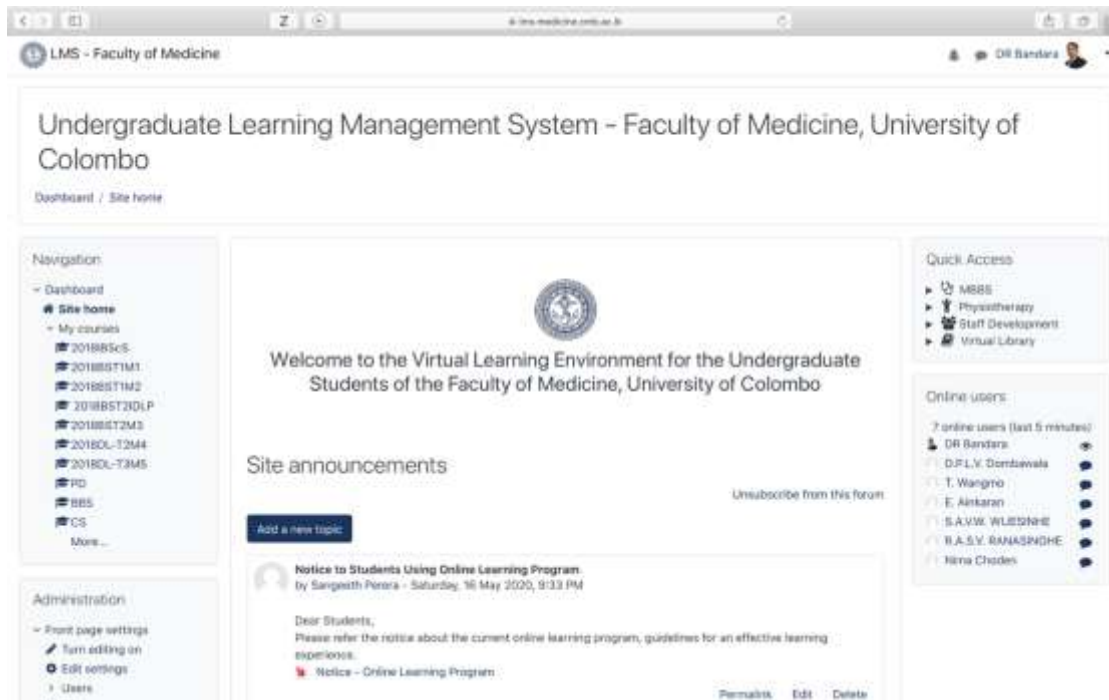 LMS - Faculty of Medicine
DR Bandara
Undergraduate Learning Management System - Faculty of Medicine, University of
Colombo
Dashboard / Site home
Navigation
Dashboard
Site home
My courses
2018BST1M1
2018BST1M2
2018BST2IDLP
2018BST2M3
2018DL-T2M4
2018DL-T3M5
PD
BBS
CS
More...
Administration
Front page settings
Turn editing on
Edit settings
Users
Welcome to the Virtual Learning Environment for the Undergraduate
Students of the Faculty of Medicine, University of Colombo
Site announcements
Unsubscribe from this forum
Add a new topic
Notice to Students Using Online Learning Program
by Sangeeth Perera - Saturday, 16 May 2020, 9:33 PM
Dear Students,
Please refer the notice about the current online learning program, guidelines for an effective learning
experience.
Notice - Online Learning Program
Permalink Edit Delete
Quick Access
MBBS
Physiotherapy
Staff Development
Virtual Library
Online users
7 online users (last 5 minutes)
DR Bandara
D.P.L.V. Dombawala
T. Wangmo
E. Ainkaran
S.A.V.W. WIJESINHE
R.A.S.V. RANASINGHE
Nima Choden